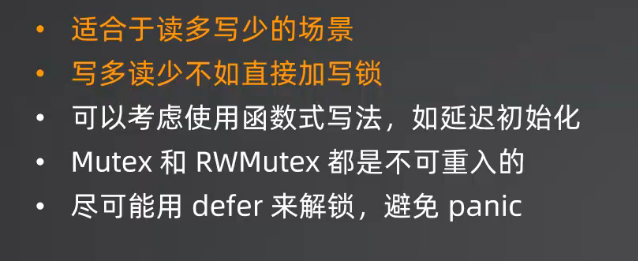 • 适合于读多写少的场景
• 写多读少不如直接加写锁
• 可以考虑使用函数式写法，如延迟初始化
• Mutex 和 RWMutex 都是不可重入的
• 尽可能用 defer 来解锁，避免 panic